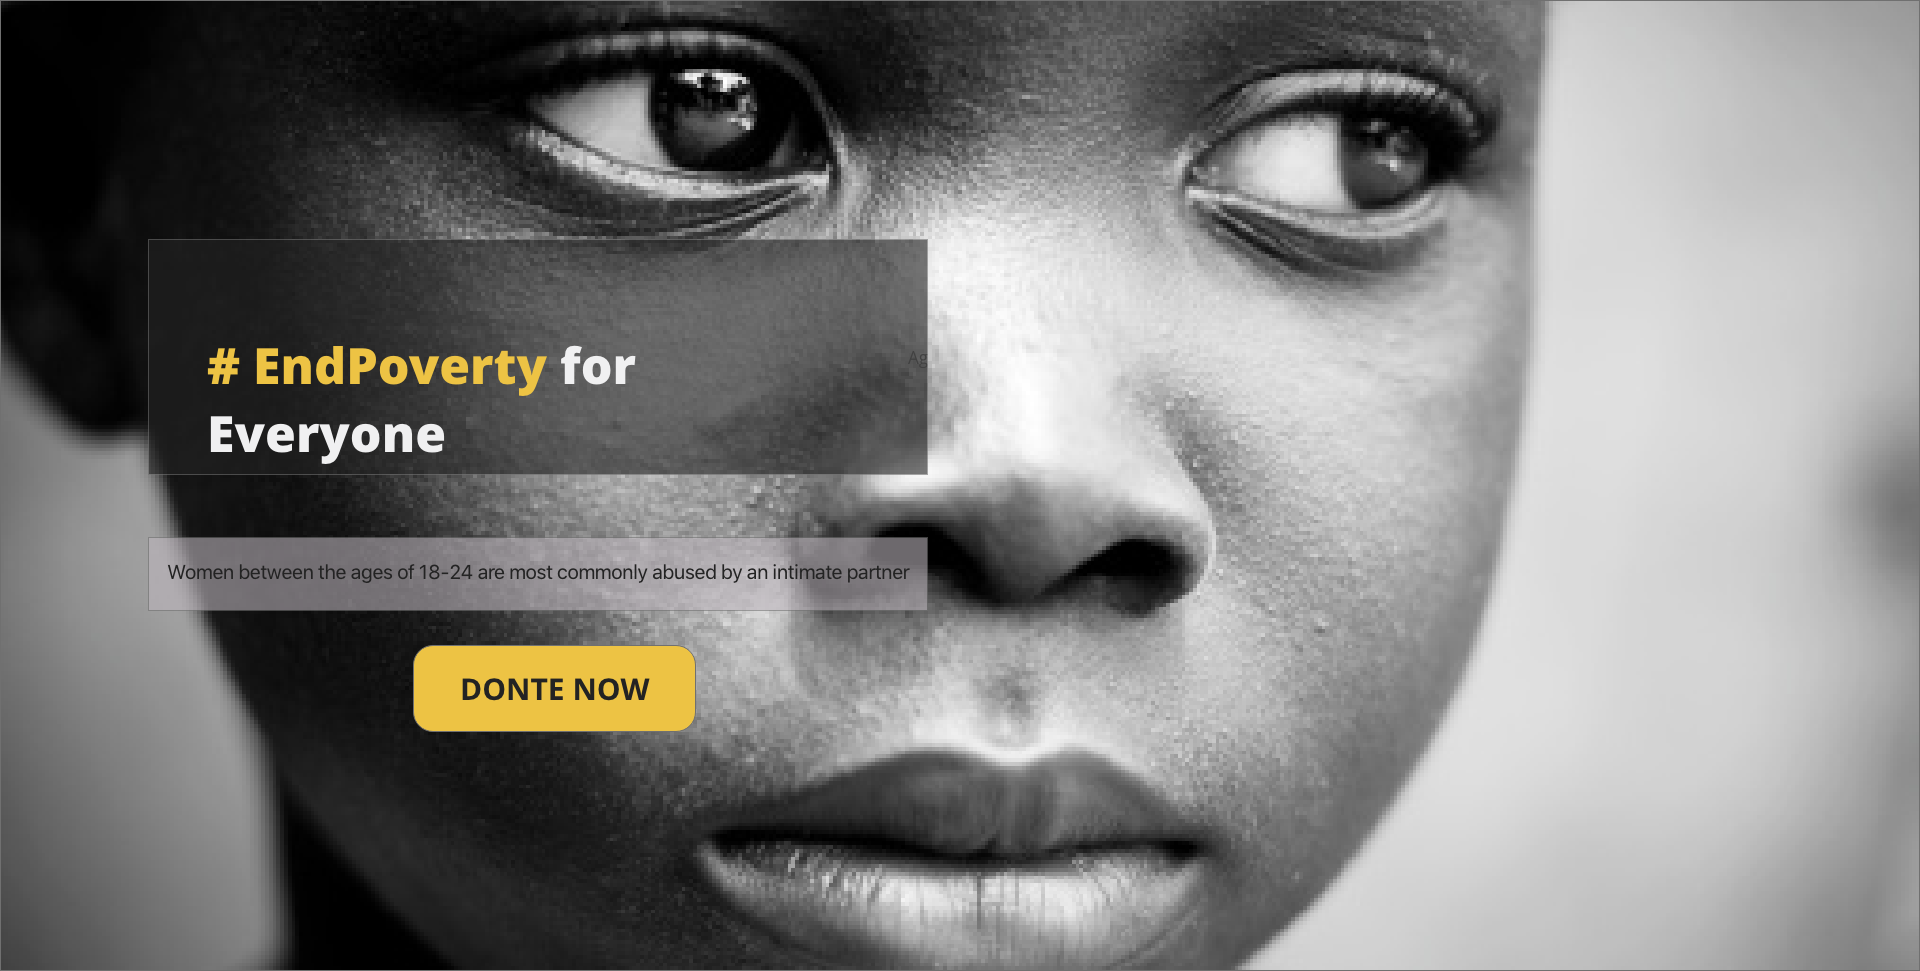 # EndPoverty for
Everyone
Ag
Women between the ages of 18-24 are most commonly abused by an intimate partner
DONTE NOW